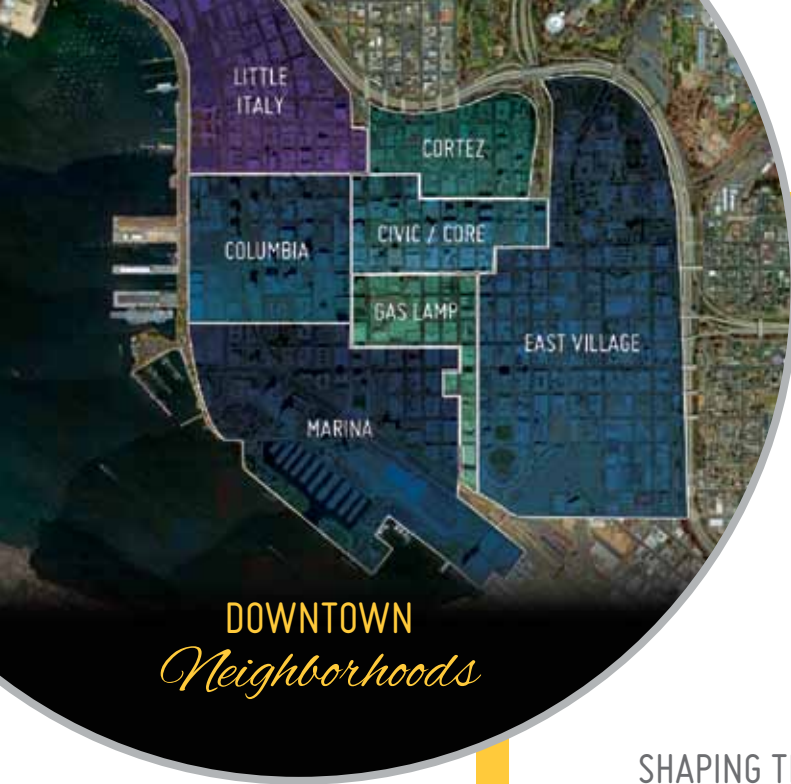 LITTLE
ITALY
CORTEZ
COLUMBIA
CIVIC / CORE
GAS LAMP
EAST VILLAGE
MARINA
DOWNTOWN
Neighborhoods
SHAPING